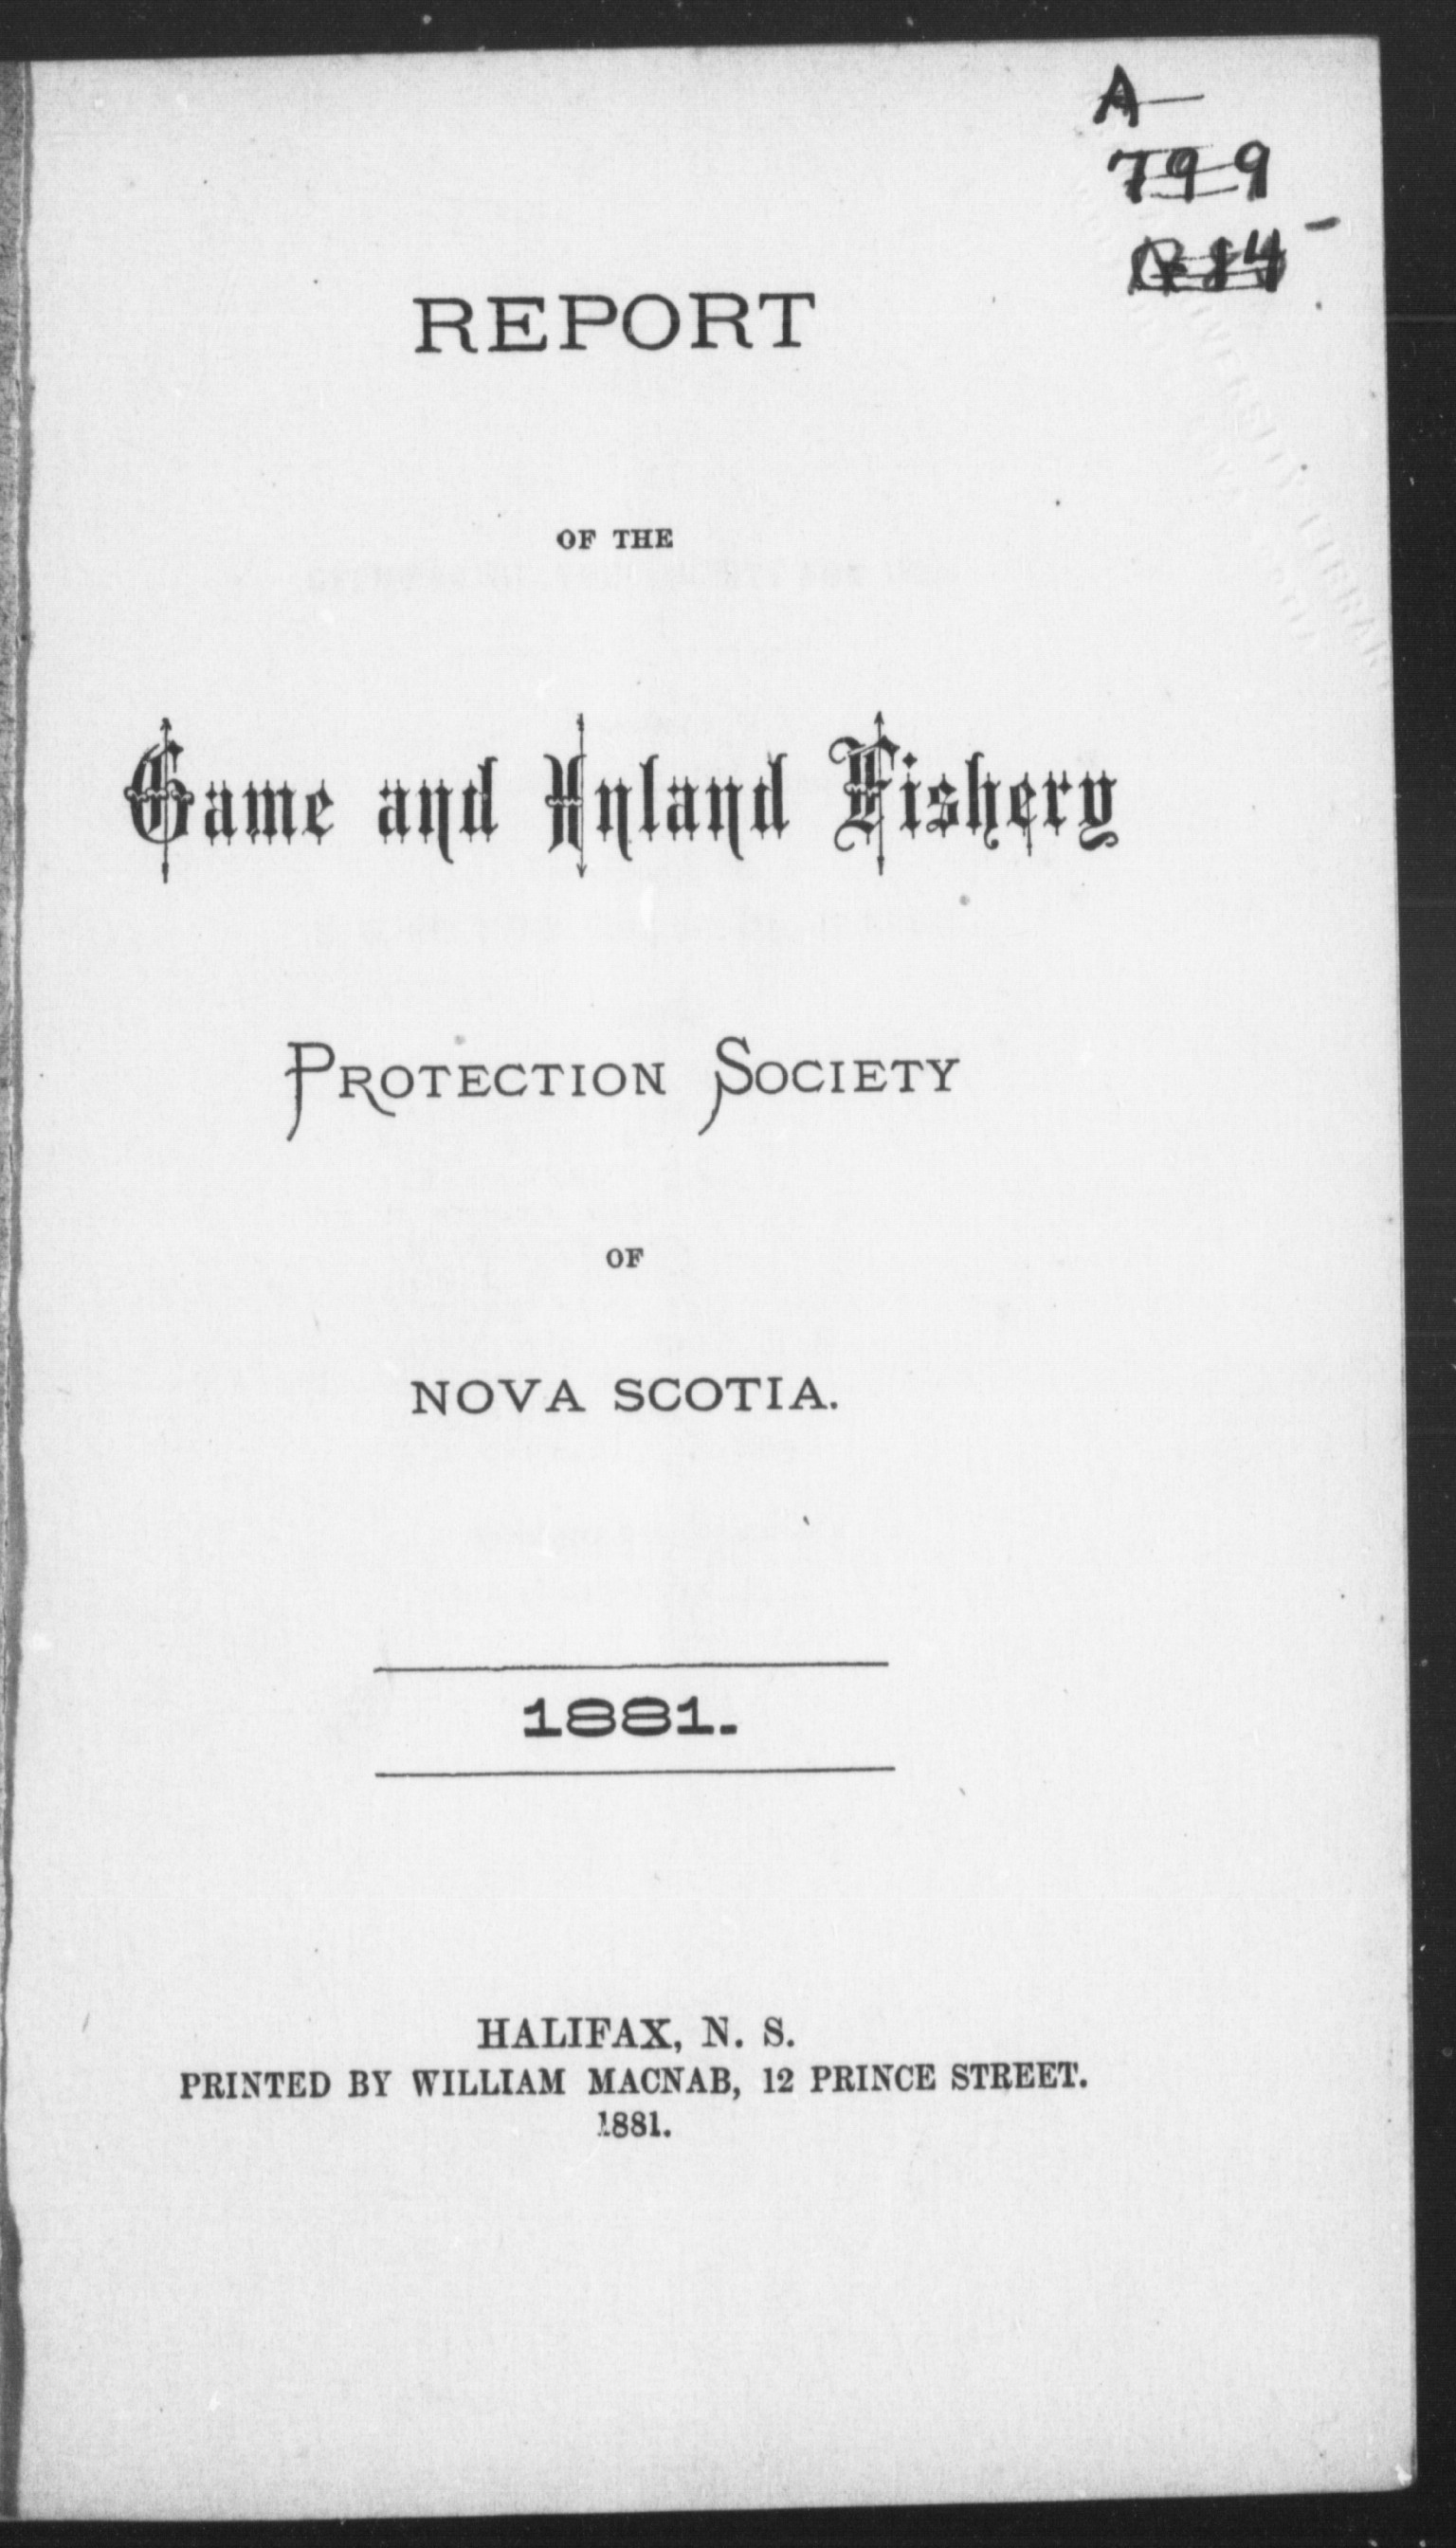 A
799
REPORT
OF THE
Game and Inland Fishery
PROTECTION SOCIETY
OF
NOVA SCOTIA.
1881.
HALIFAX, N. S.
PRINTED BY WILLIAM MACNAB, 12 PRINCE STREET.
1881.